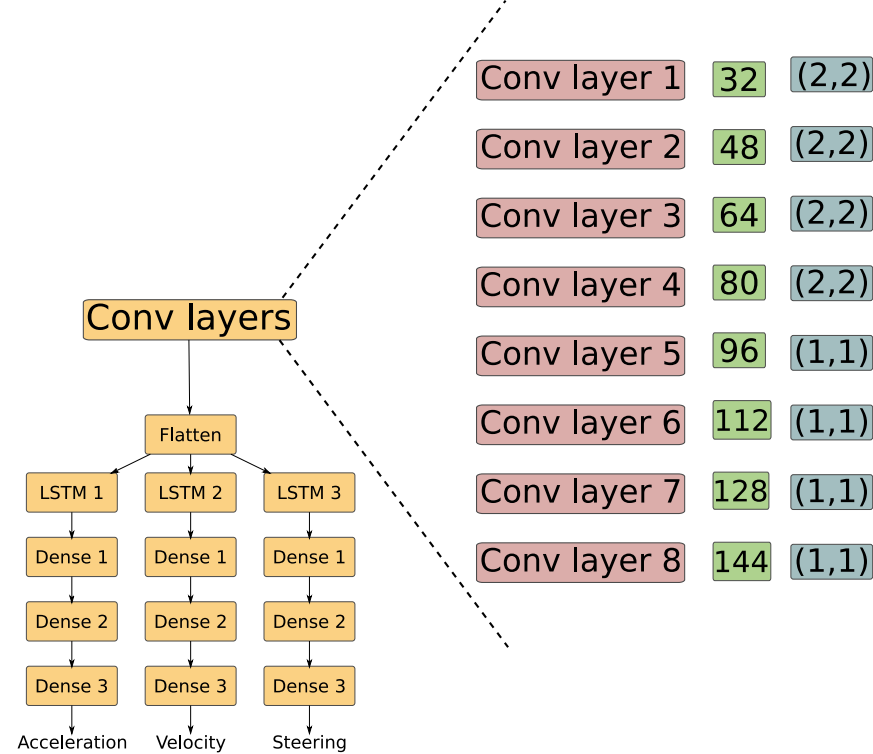 Conv layers
Flatten
LSTM 1 LSTM 2 LSTM 3
Dense 1 Dense 1 Dense 1
Dense 2 Dense 2 Dense 2
Dense 3 Dense 3 Dense 3
Acceleration Velocity Steering
Conv layer 1 32 (2,2)
Conv layer 2 48 (2,2)
Conv layer 3 64 (2,2)
Conv layer 4 80 (2,2)
Conv layer 5 96 (1,1)
Conv layer 6 112 (1,1)
Conv layer 7 128 (1,1)
Conv layer 8 144 (1,1)